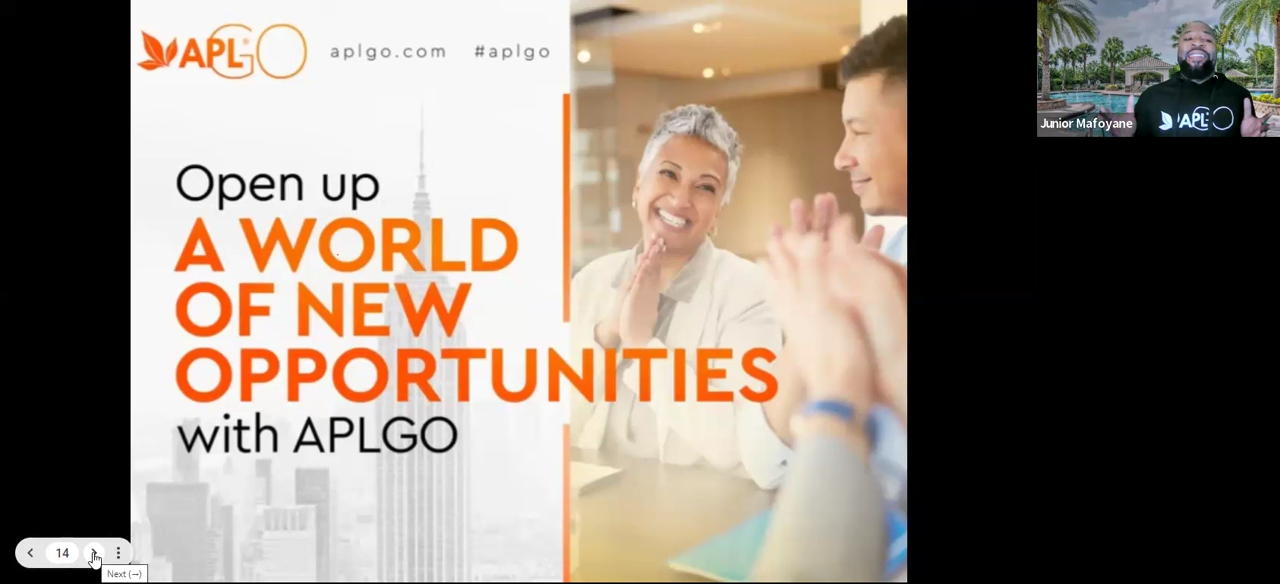 APLGO aplgo.com #aplgo
Open up
A WORLD
OF NEW
OPPORTUNITIES
with APLGO
Junior Mafoyane
APLGO
14
Next (→)